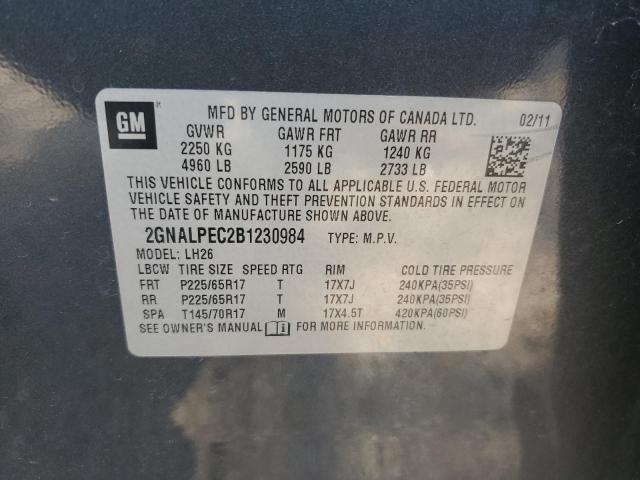 GM
MFD BY GENERAL MOTORS OF CANADA LTD. 02/11
GVWR GAWR FRT GAWR RR
2250 KG 1175 KG 1240 KG
4960 LB 2590 LB 2733 LB
THIS VEHICLE CONFORMS TO ALL APPLICABLE U.S. FEDERAL MOTOR
VEHICLE SAFETY AND THEFT PREVENTION STANDARDS IN EFFECT ON
THE DATE OF MANUFACTURE SHOWN ABOVE.
2GNALPEC2B1230984 TYPE: M.P.V.
MODEL: LH26
LBCW TIRE SIZE SPEED RTG RIM COLD TIRE PRESSURE
FRT P225/65R17 T 17X7J 240KPA(35PSI)
RR P225/65R17 T 17X7J 240KPA(35PSI)
SPA T145/70R17 M 17X4.5T 420KPA(60PSI)
SEE OWNER'S MANUAL FOR MORE INFORMATION.